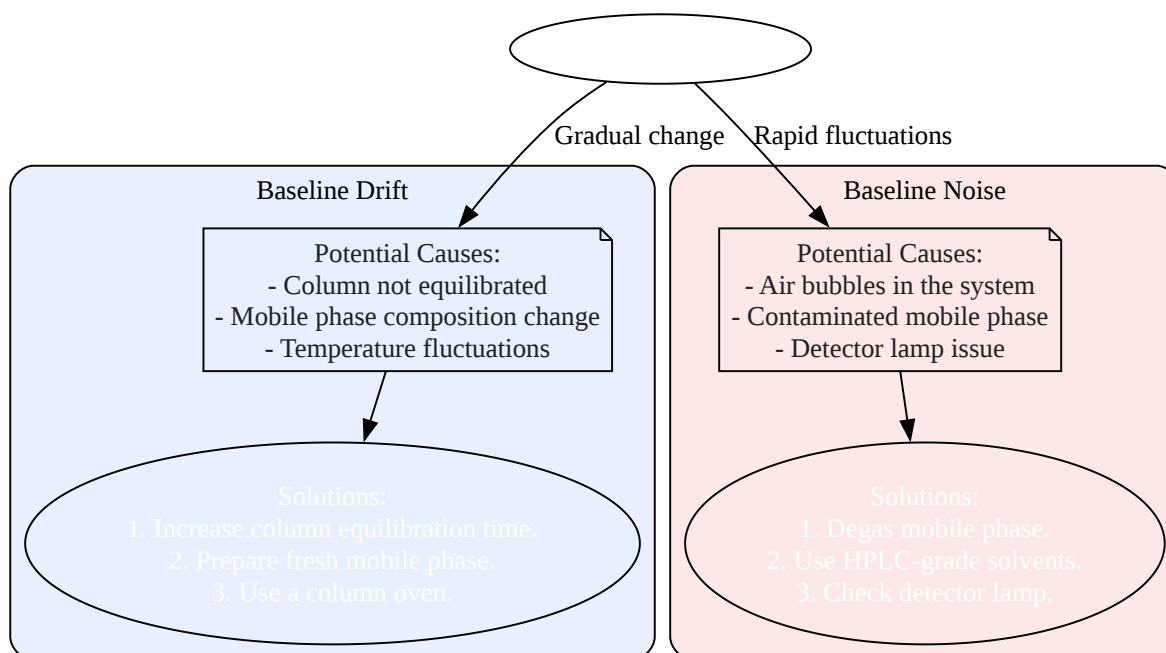 Gradual change
Rapid fluctuations
Baseline Drift
Potential Causes:
- Column not equilibrated
- Mobile phase composition change
- Temperature fluctuations
Solutions:
1. Increase column equilibration time.
2. Prepare fresh mobile phase.
3. Use a column oven.
Baseline Noise
Potential Causes:
- Air bubbles in the system
- Contaminated mobile phase
- Detector lamp issue
Solutions:
1. Degas mobile phase.
2. Use HPLC-grade solvents.
3. Check detector lamp.